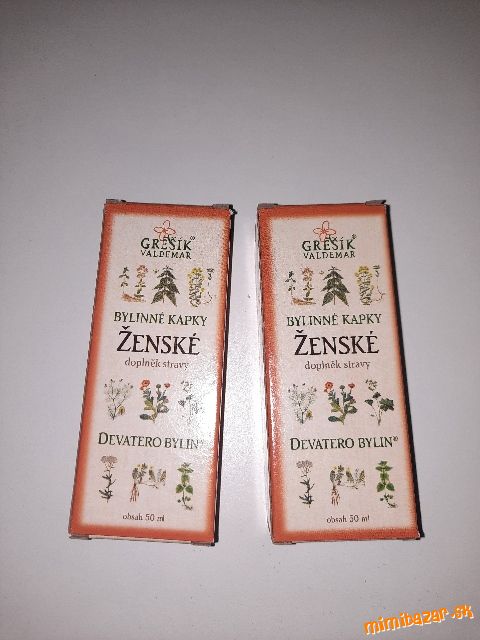 GREŠÍK®
VALDEMAR
BYLINNÉ KAPKY
ŽENSKÉ
doplněk stravy
DEVATERO BYLIN®
obsah 50 ml
GREŠÍK®
VALDEMAR
BYLINNÉ KAPKY
ŽENSKÉ
doplněk stravy
DEVATERO BYLIN®
obsah 50 ml
mimibazar.sk